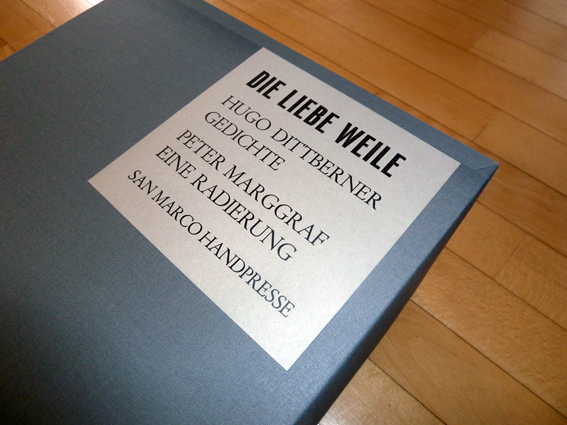 DIE LIEBE WEILE
HUGO DITTBERNER
GEDICHTE
PETER MARGGRAF
EINE RADIERUNG
SAN MARCO HANDPRESSE